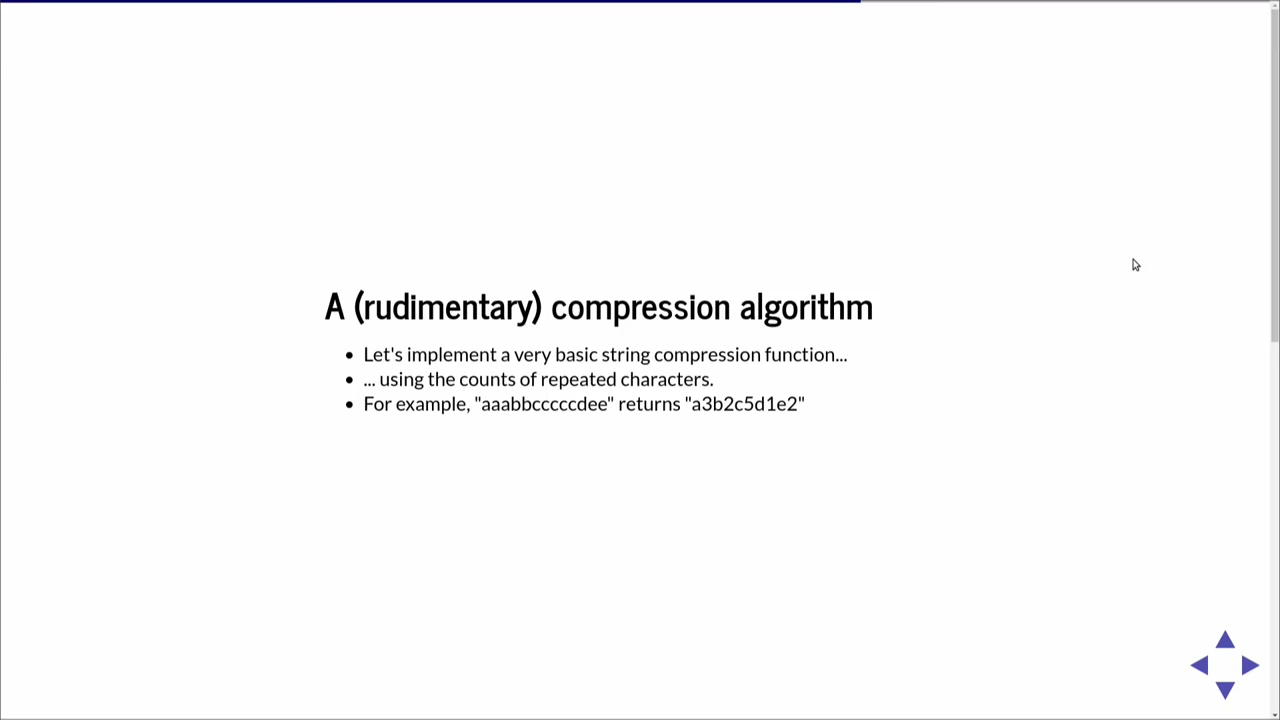 A (rudimentary) compression algorithm
• Let's implement a very basic string compression function...
• ... using the counts of repeated characters.
• For example, "aaabbcccccdee" returns "a3b2c5d1e2"